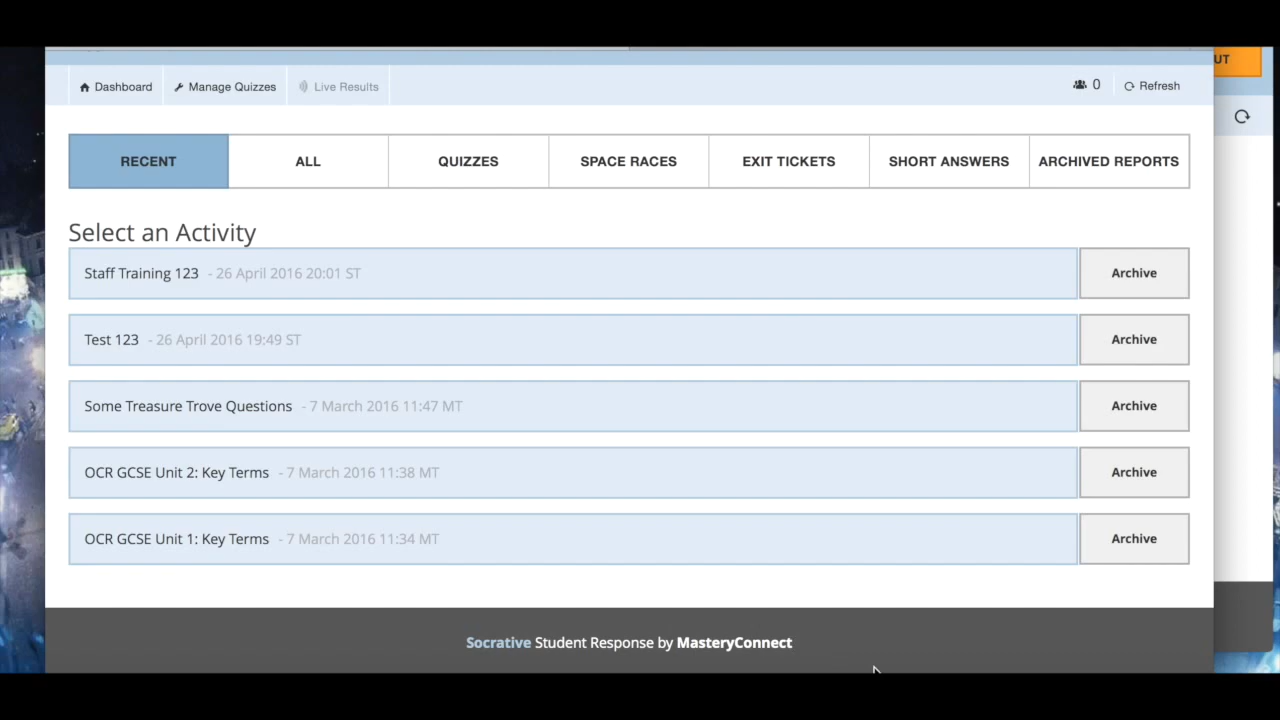 UT
Dashboard Manage Quizzes Live Results 0 Refresh
RECENT ALL QUIZZES SPACE RACES EXIT TICKETS SHORT ANSWERS ARCHIVED REPORTS
Select an Activity
Staff Training 123 - 26 April 2016 20:01 ST Archive
Test 123 - 26 April 2016 19:49 ST Archive
Some Treasure Trove Questions - 7 March 2016 11:47 MT Archive
OCR GCSE Unit 2: Key Terms - 7 March 2016 11:38 MT Archive
OCR GCSE Unit 1: Key Terms - 7 March 2016 11:34 MT Archive
Socrative Student Response by MasteryConnect